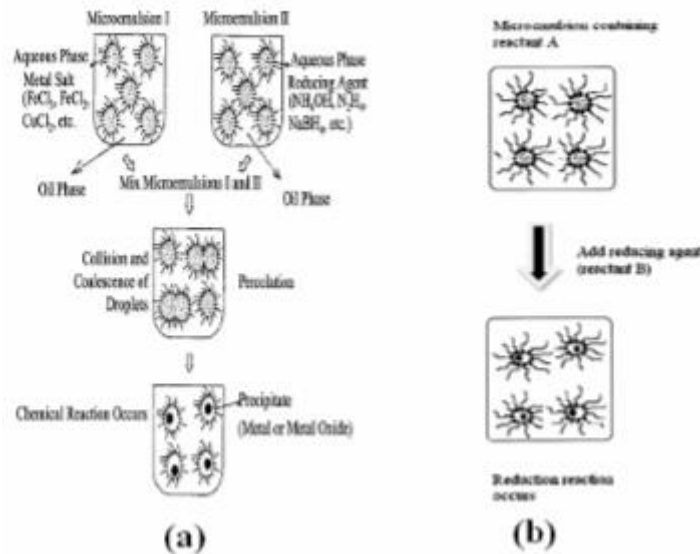 Microemulsion I
Microemulsion II
Aqueous Phase
Metal Salt
(FeCl3, FeCl2,
CuCl2, etc.
Aqueous Phase
Reducing Agent
(NH4OH, N2H4,
NaBH4, etc.)
Oil Phase
Mix Microemulsions I and II
Oil Phase
Collision and
Coalescence of
Droplets
Percolation
Chemical Reaction Occurs
Precipitate
(Metal or Metal Oxide)
(a)
Microemulsion containing
reactant A
Add reducing agent
(reactant B)
Reduction reaction
occurs
(b)